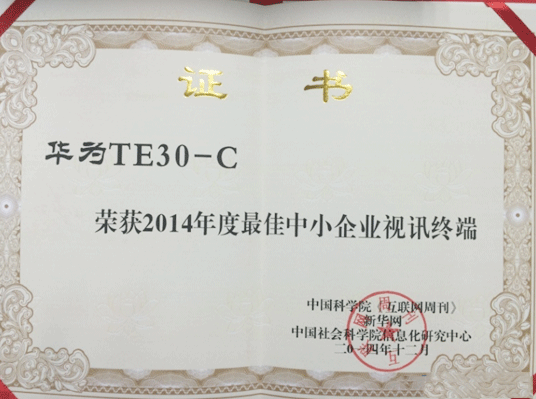 证书
华为TE30-C
荣获2014年度最佳中小企业视讯终端
中国科学院《互联网周刊》
新华网
中国社会科学院信息化研究中心
二〇一四年十二月